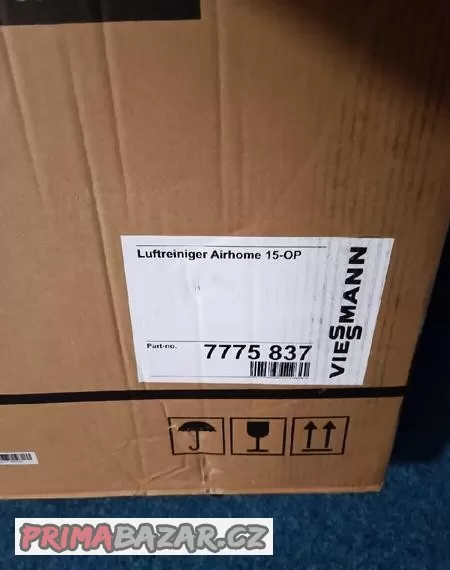 Luftreiniger Airhome 15-OP
Part-no. 7775 837
VIESSMANN
PRIMABAZAR.CZ